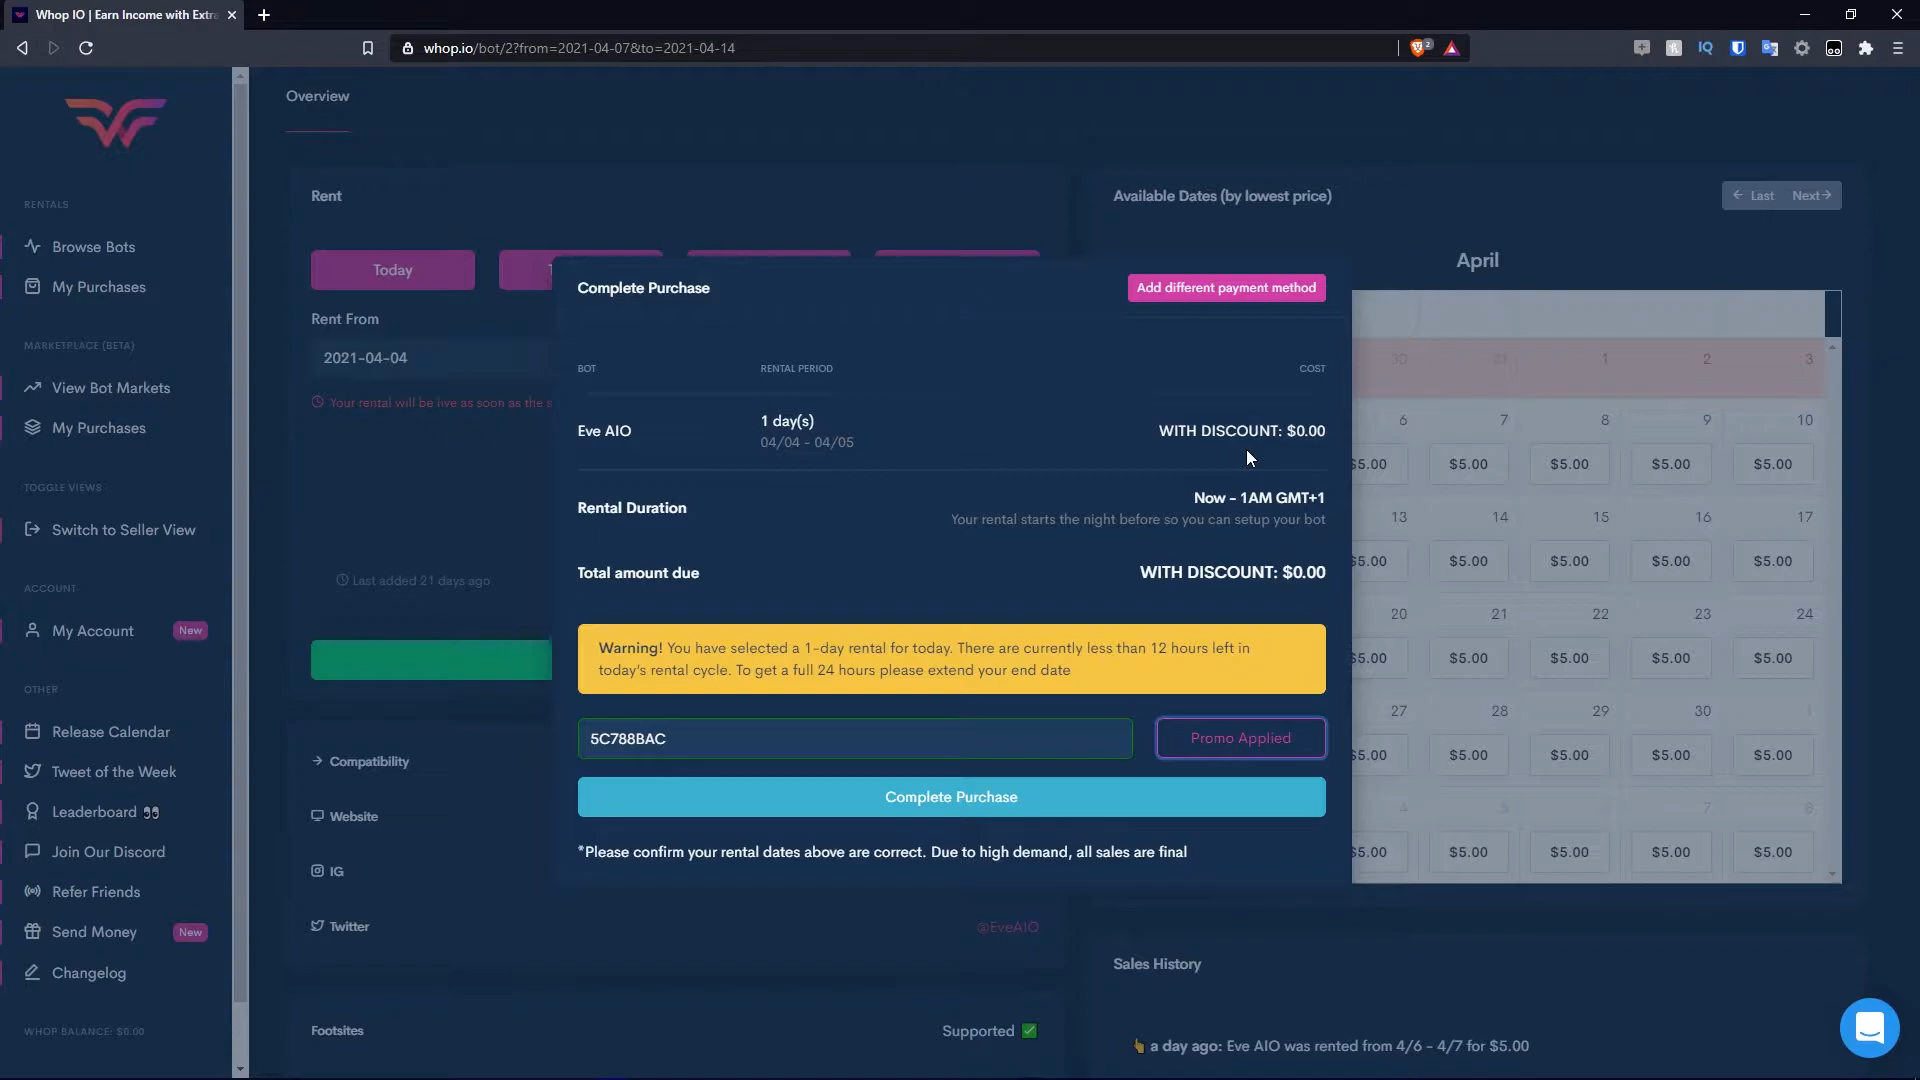 Whop IO | Earn Income with Extra
whop.io/bot/2?from=2021-04-07&to=2021-04-14
2
IQ
RENTALS
Browse Bots
My Purchases
MARKETPLACE (BETA)
View Bot Markets
My Purchases
TOGGLE VIEWS
Switch to Seller View
ACCOUNT
My Account New
OTHER
Release Calendar
Tweet of the Week
Leaderboard 👀
Join Our Discord
Refer Friends
Send Money New
Changelog
WHOP BALANCE: $0.00
Overview
Rent
Today
Rent From
2021-04-04
Your rental will be live as soon as the s
Last added 21 days ago
→ Compatibility
Website
IG
Twitter @EveAIO
Footsites Supported ✅
Complete Purchase Add different payment method
BOT RENTAL PERIOD COST
Eve AIO 1 day(s) WITH DISCOUNT: $0.00
04/04 - 04/05
Rental Duration Now - 1AM GMT+1
Your rental starts the night before so you can setup your bot
Total amount due WITH DISCOUNT: $0.00
Warning! You have selected a 1-day rental for today. There are currently less than 12 hours left in
today's rental cycle. To get a full 24 hours please extend your end date
5C788BAC Promo Applied
Complete Purchase
*Please confirm your rental dates above are correct. Due to high demand, all sales are final
Available Dates (by lowest price) ← Last Next →
April
30 31 1 2 3
6 7 8 9 10
$5.00 $5.00 $5.00 $5.00 $5.00
13 14 15 16 17
$5.00 $5.00 $5.00 $5.00 $5.00
20 21 22 23 24
$5.00 $5.00 $5.00 $5.00 $5.00
27 28 29 30 1
$5.00 $5.00 $5.00 $5.00 $5.00
4 5 6 7 8
$5.00 $5.00 $5.00 $5.00 $5.00
Sales History
a day ago: Eve AIO was rented from 4/6 - 4/7 for $5.00